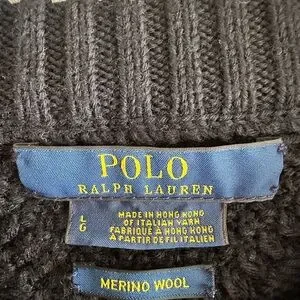 POLO
RALPH LAUREN
LG
MADE IN HONG KONG
OF ITALIAN YARN
FABRIQUÉ À HONG KONG
À PARTIR DE FIL ITALIEN
MERINO WOOL